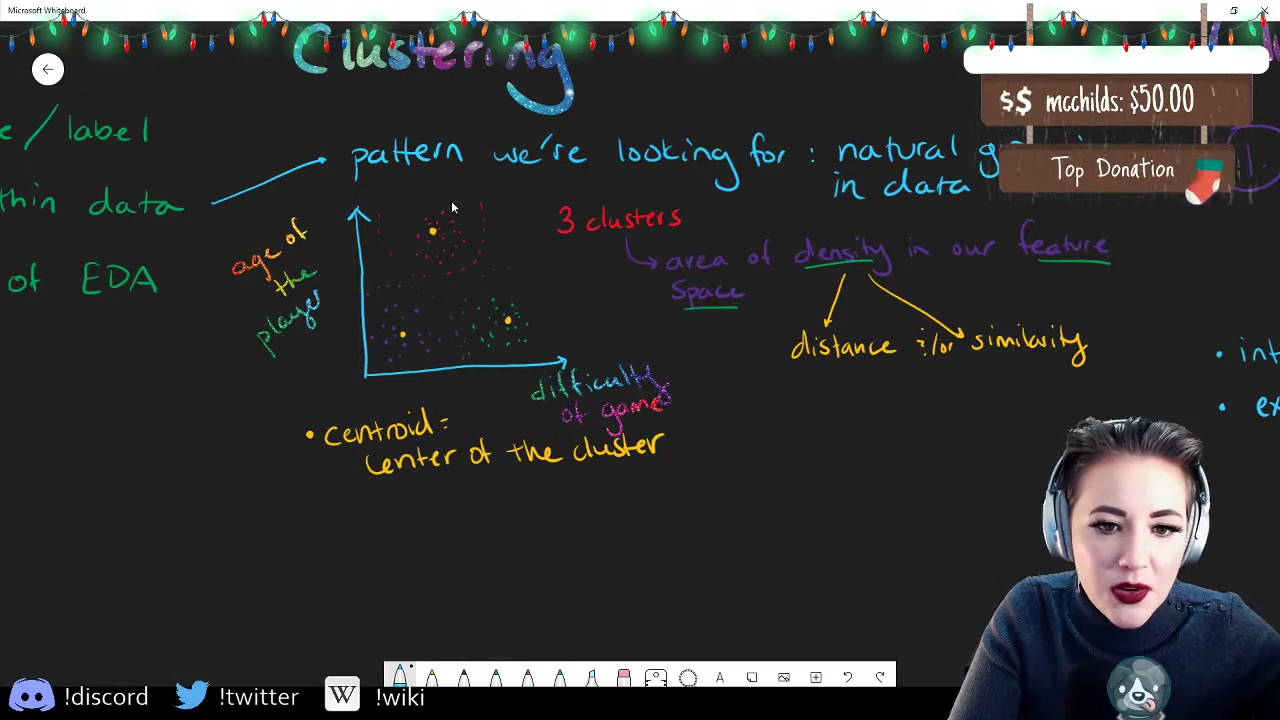 Microsoft Whiteboard
Clustering
mcchilds: $50.00
Top Donation
/label
pattern we're looking for : natural
in data
thin data
of EDA
age of
the
player
3 clusters
area of density in our feature
space
distance :/or similarity
difficulty
of game
• centroid =
center of the cluster
!discord
!twitter
W !wiki